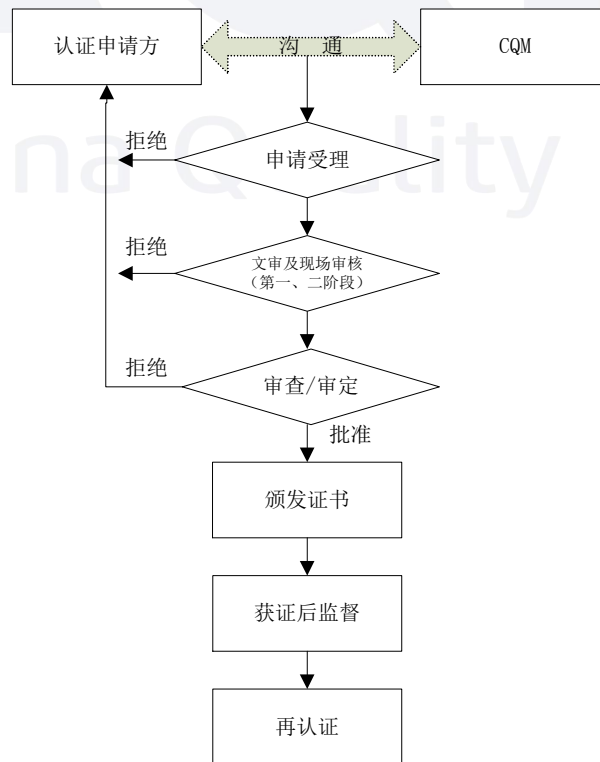 认证申请方
沟 通
CQM
拒绝
申请受理
拒绝
文审及现场审核
（第一、二阶段）
拒绝
审查/审定
批准
颁发证书
获证后监督
再认证
na Quality